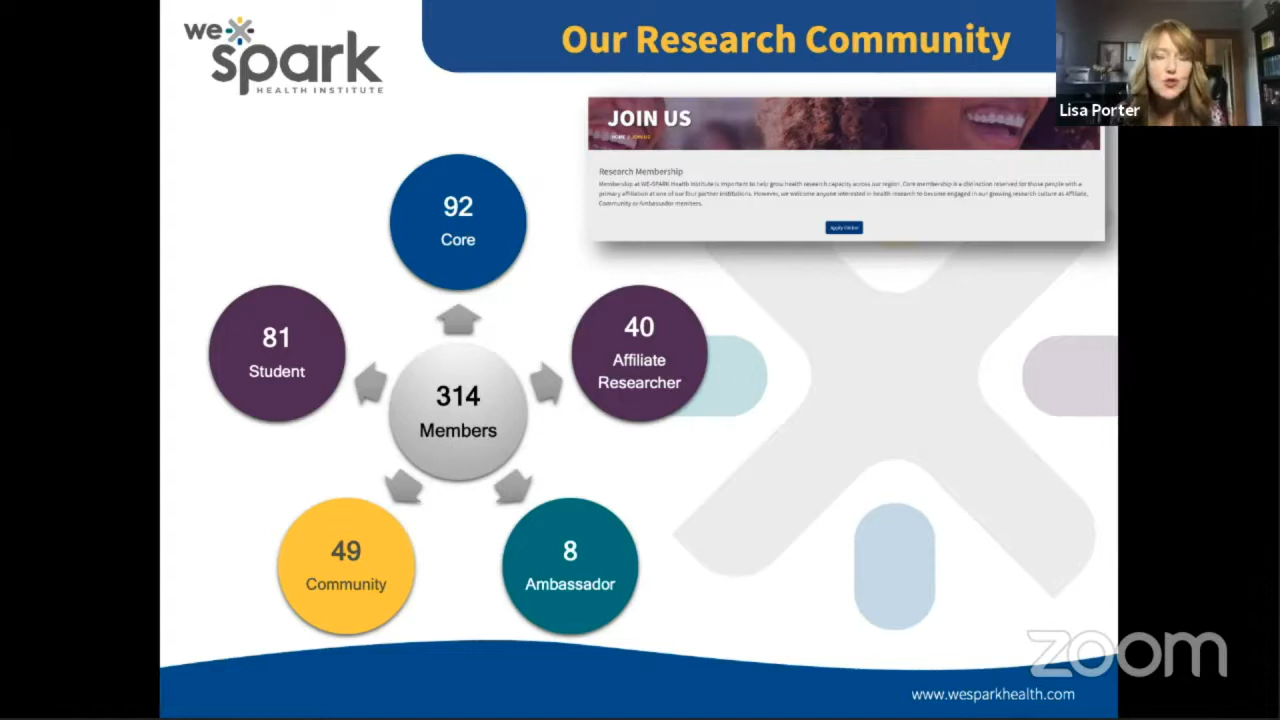 we
spark
HEALTH INSTITUTE
Our Research Community
Lisa Porter
JOIN US
HOME / JOIN US
Research Membership
Membership at WE-SPARK Health Institute is important to help grow health research capacity across our region. Core membership is a distinction reserved for those people with a
primary affiliation at one of our four partner institutions. However, we welcome anyone interested in health research to become engaged in our growing research culture as Affiliate,
Community or Ambassador members.
92
Core
81
Student
40
Affiliate
Researcher
314
Members
49
Community
8
Ambassador
zoom
www.wesparkhealth.com